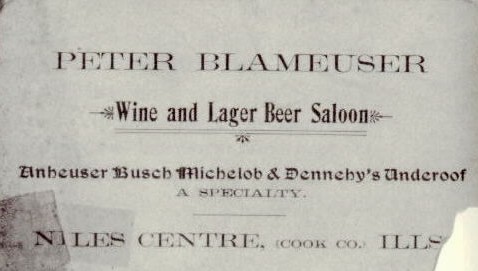 PETER BLAMEUSER
Wine and Lager Beer Saloon
Anheuser Busch Michelob & Dennehy's Underoof
A SPECIALTY.
NILES CENTRE, (COOK CO.) ILLS